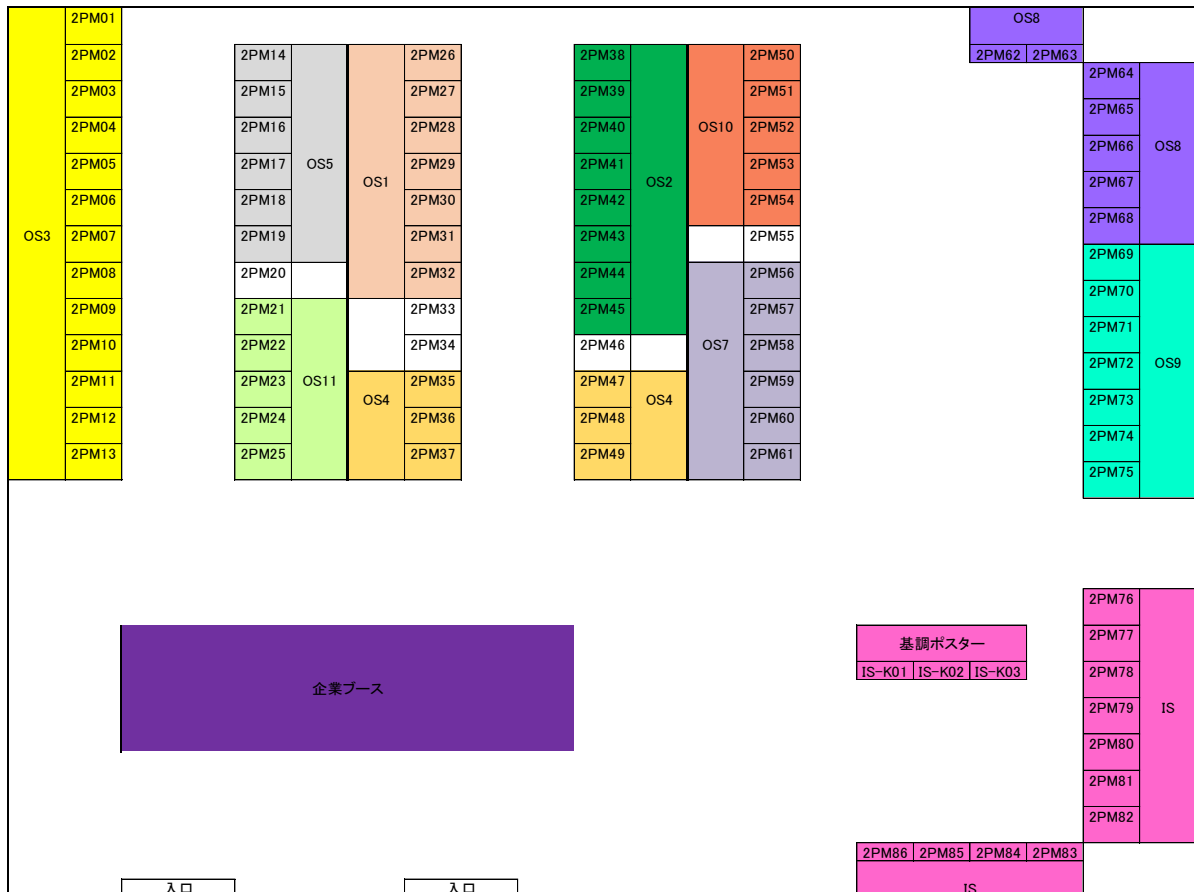 OS3
2PM01
2PM02
2PM03
2PM04
2PM05
2PM06
2PM07
2PM08
2PM09
2PM10
2PM11
2PM12
2PM13
2PM14
2PM15
2PM16
2PM17
2PM18
2PM19
2PM20
2PM21
2PM22
2PM23
2PM24
2PM25
OS5
OS11
OS1
OS4
2PM26
2PM27
2PM28
2PM29
2PM30
2PM31
2PM32
2PM33
2PM34
2PM35
2PM36
2PM37
2PM38
2PM39
2PM40
2PM41
2PM42
2PM43
2PM44
2PM45
2PM46
2PM47
2PM48
2PM49
OS2
OS4
OS10
OS7
2PM50
2PM51
2PM52
2PM53
2PM54
2PM55
2PM56
2PM57
2PM58
2PM59
2PM60
2PM61
OS8
2PM62 2PM63
2PM64
2PM65
2PM66
2PM67
2PM68
OS8
2PM69
2PM70
2PM71
2PM72
2PM73
2PM74
2PM75
OS9
企業ブース
基調ポスター
IS-K01 IS-K02 IS-K03
2PM76
2PM77
2PM78
2PM79
2PM80
2PM81
2PM82
IS
2PM86 2PM85 2PM84 2PM83
IS
入口
入口